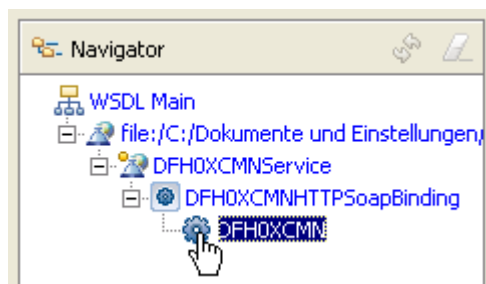 Navigator
WSDL Main
file:/C:/Dokumente und Einstellungen/
DFH0XCMNService
DFH0XCMNHTTPSoapBinding
DFH0XCMN